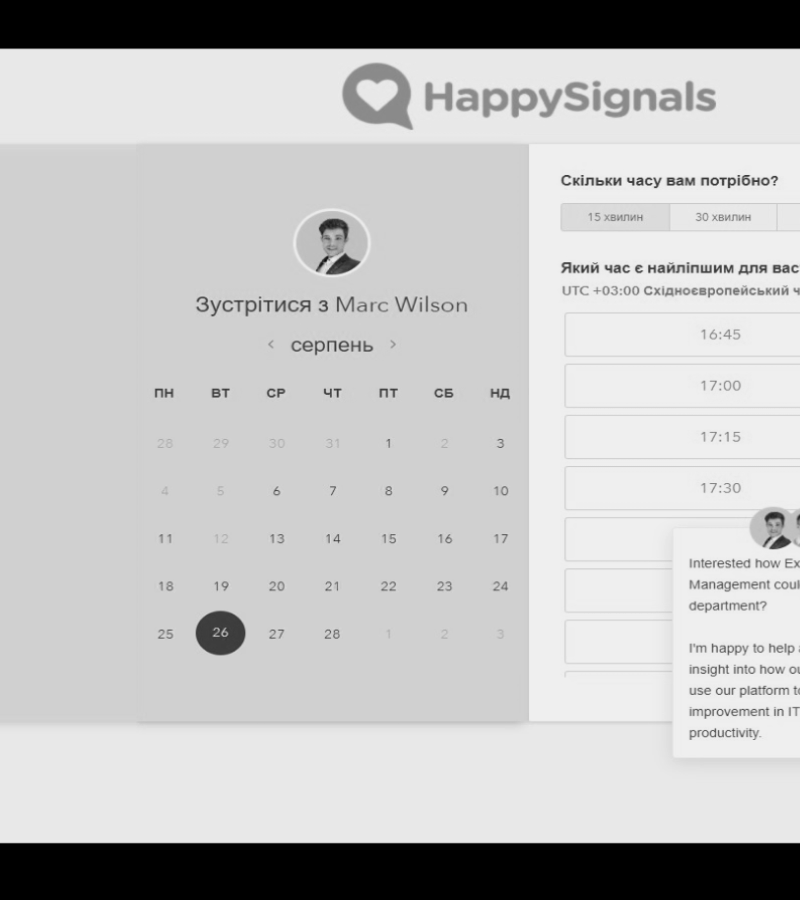 HappySignals
Зустрітися з Marc Wilson
серпень
ПН ВТ СР ЧТ ПТ СБ НД
28 29 30 31 1 2 3
4 5 6 7 8 9 10
11 12 13 14 15 16 17
18 19 20 21 22 23 24
25 26 27 28 1 2 3
Скільки часу вам потрібно?
15 хвилин 30 хвилин
Який час є найліпшим для вас
UTC +03:00 Східноєвропейський ч
16:45
17:00
17:15
17:30
Interested how Ex
Management coul
department?
I'm happy to help
insight into how ou
use our platform to
improvement in IT
productivity.